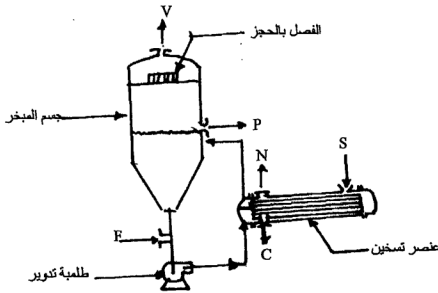 V
الفصل بالحجز
جسم المبخر
P
N
S
F
C
طلمبة تدوير
عنصر تسخين